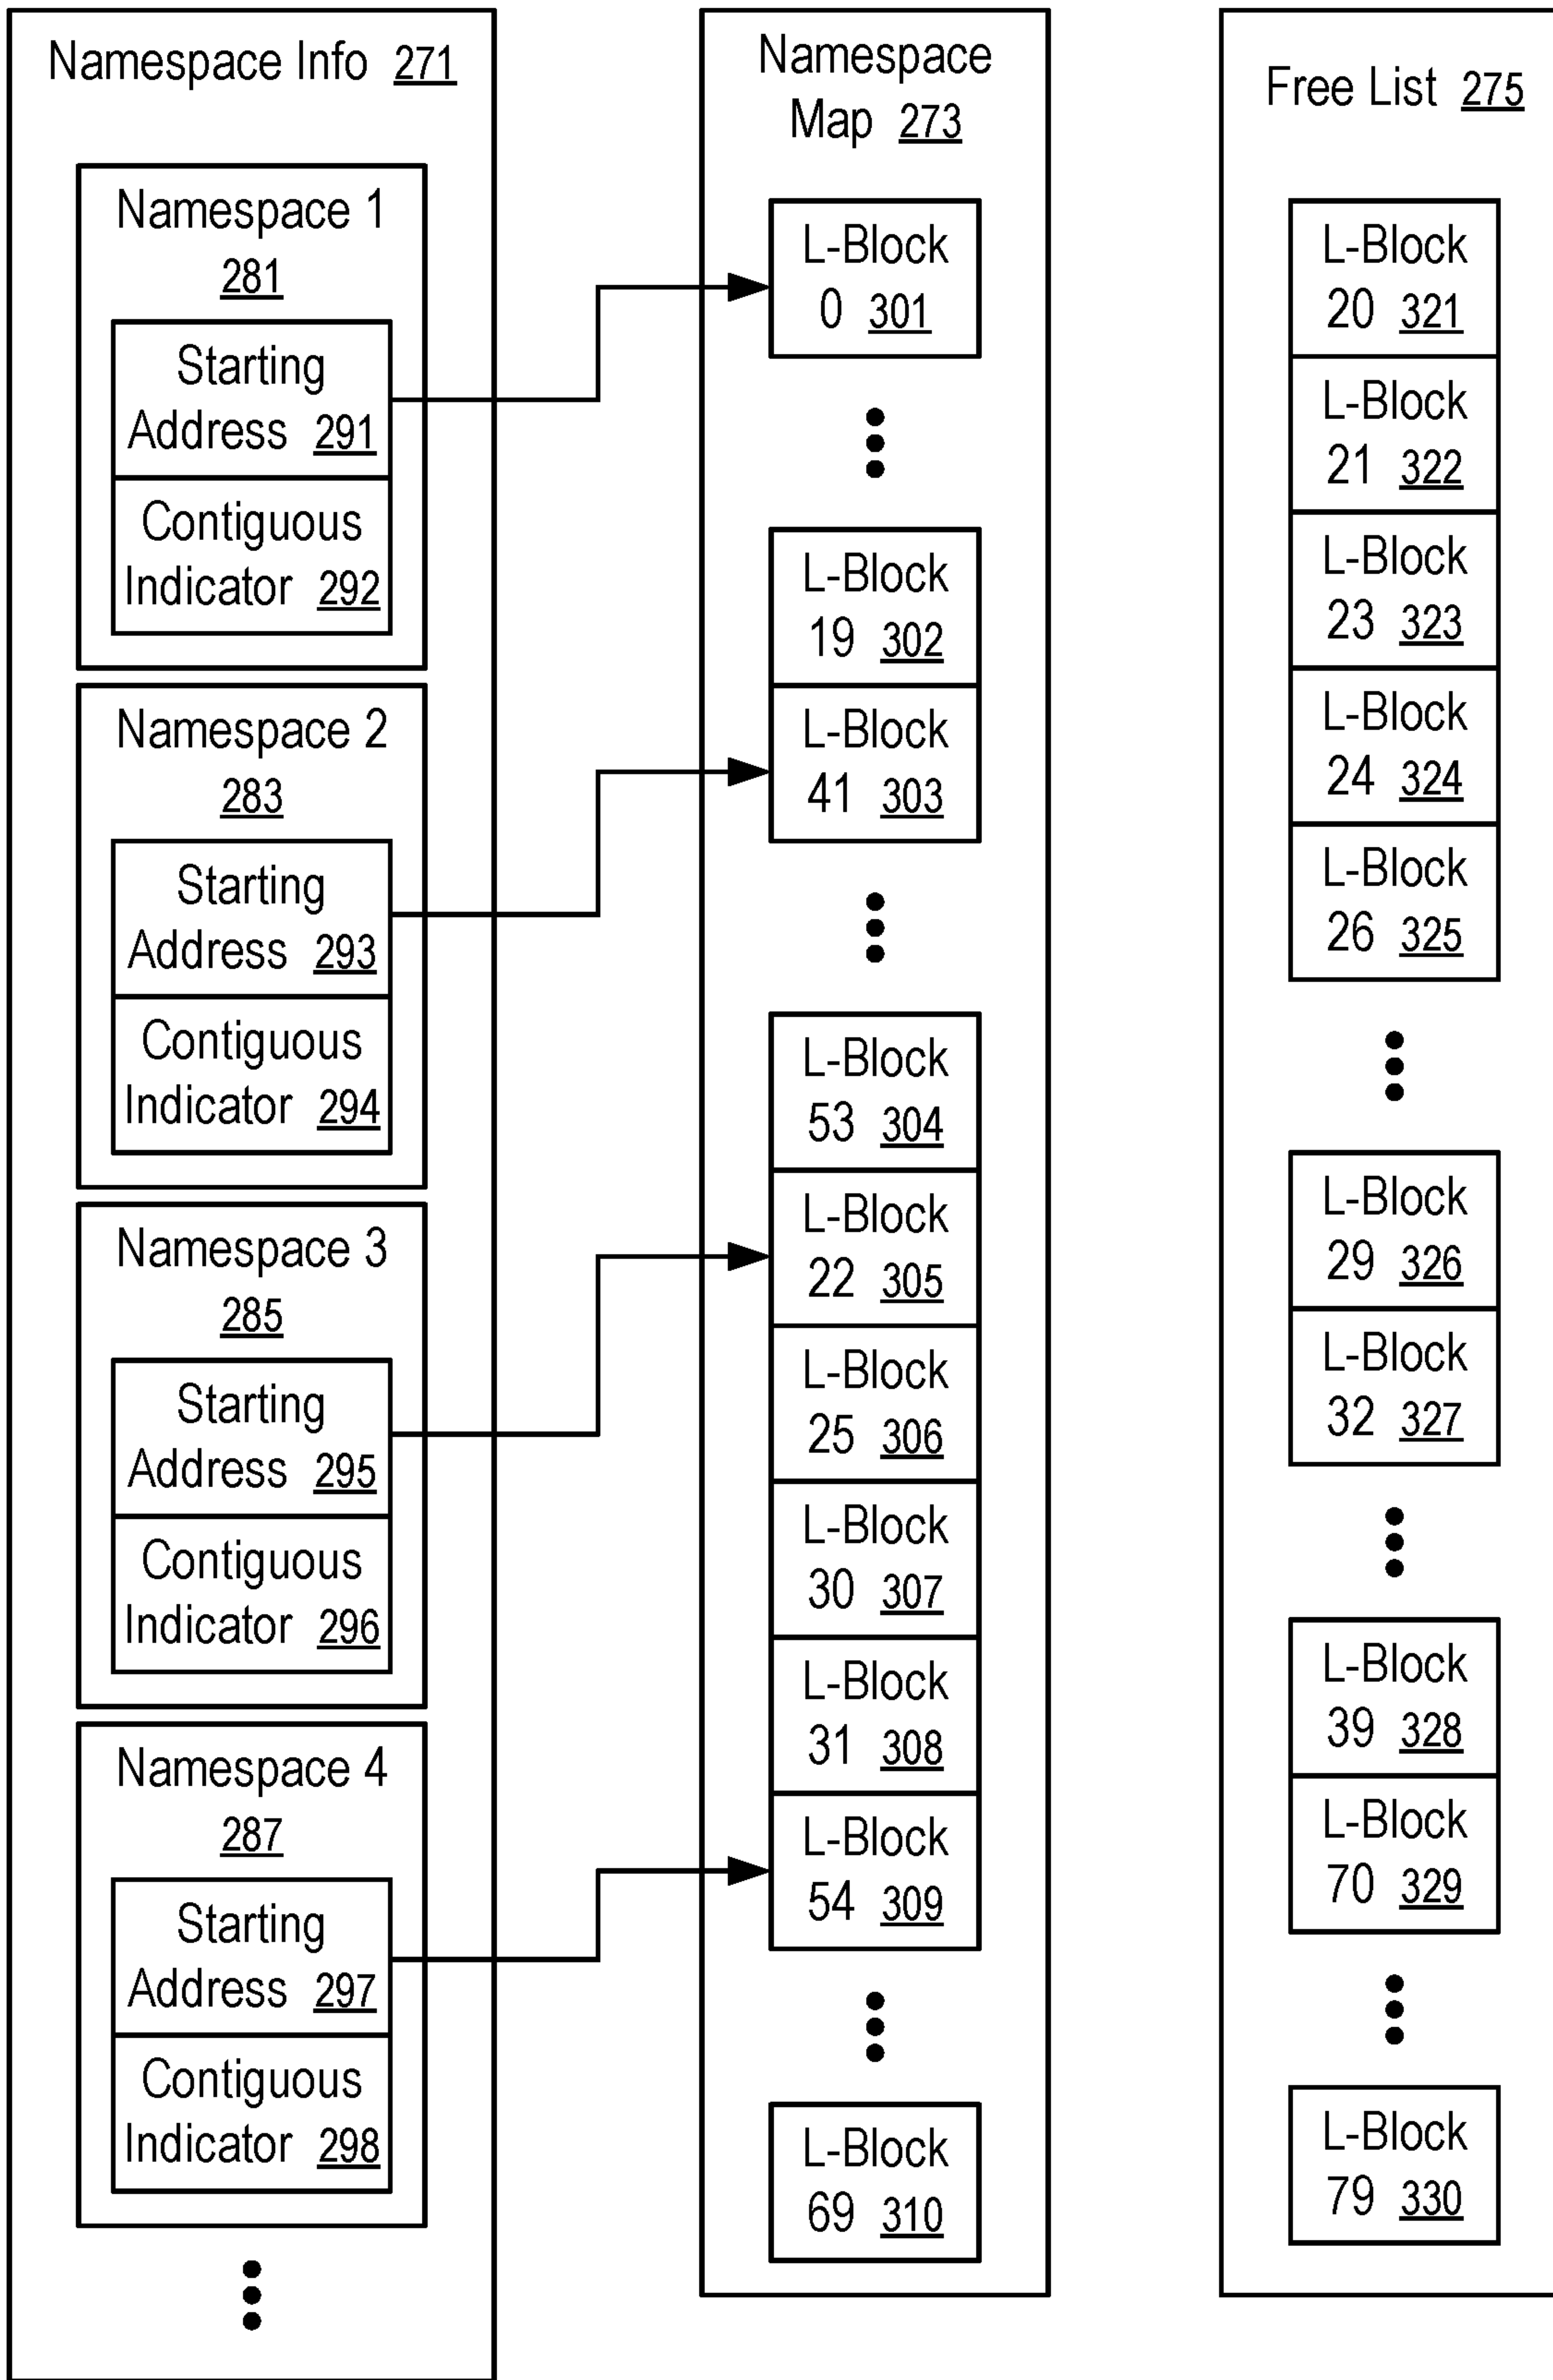 Namespace Info 271
Namespace 1
281
Starting
Address 291
Contiguous
Indicator 292
Namespace 2
283
Starting
Address 293
Contiguous
Indicator 294
Namespace 3
285
Starting
Address 295
Contiguous
Indicator 296
Namespace 4
287
Starting
Address 297
Contiguous
Indicator 298
Namespace
Map 273
L-Block
0 301
L-Block
19 302
L-Block
41 303
L-Block
53 304
L-Block
22 305
L-Block
25 306
L-Block
30 307
L-Block
31 308
L-Block
54 309
L-Block
69 310
Free List 275
L-Block
20 321
L-Block
21 322
L-Block
23 323
L-Block
24 324
L-Block
26 325
L-Block
29 326
L-Block
32 327
L-Block
39 328
L-Block
70 329
L-Block
79 330